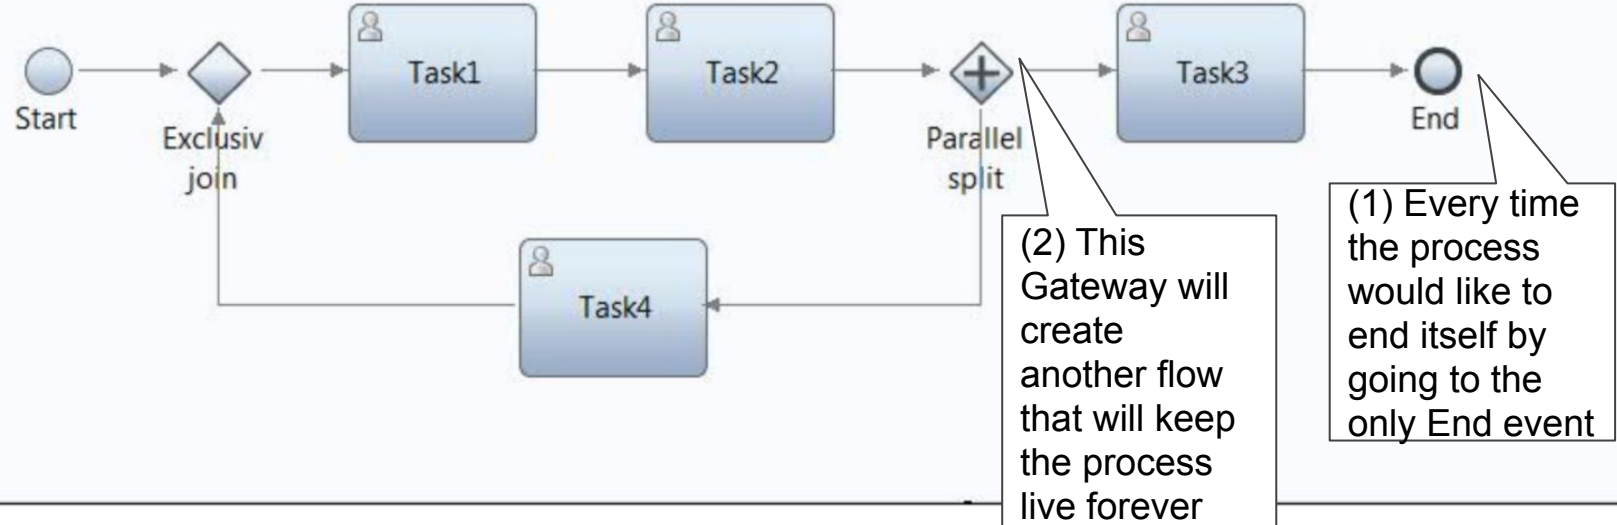 Start
Exclusiv
join
Task1
Task2
Parallel
split
Task3
End
Task4
(2) This
Gateway will
create
another flow
that will keep
the process
live forever
(1) Every time
the process
would like to
end itself by
going to the
only End event